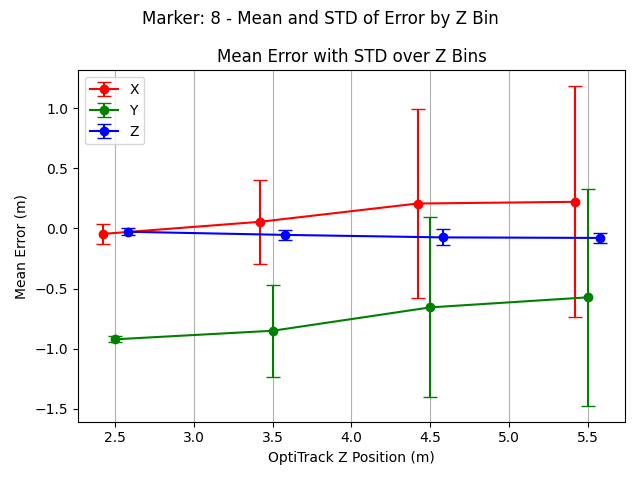 Marker: 8 - Mean and STD of Error by Z Bin
Mean Error with STD over Z Bins
X
Y
Z
1.0
0.5
0.0
−0.5
−1.0
−1.5
Mean Error (m)
2.5 3.0 3.5 4.0 4.5 5.0 5.5
OptiTrack Z Position (m)